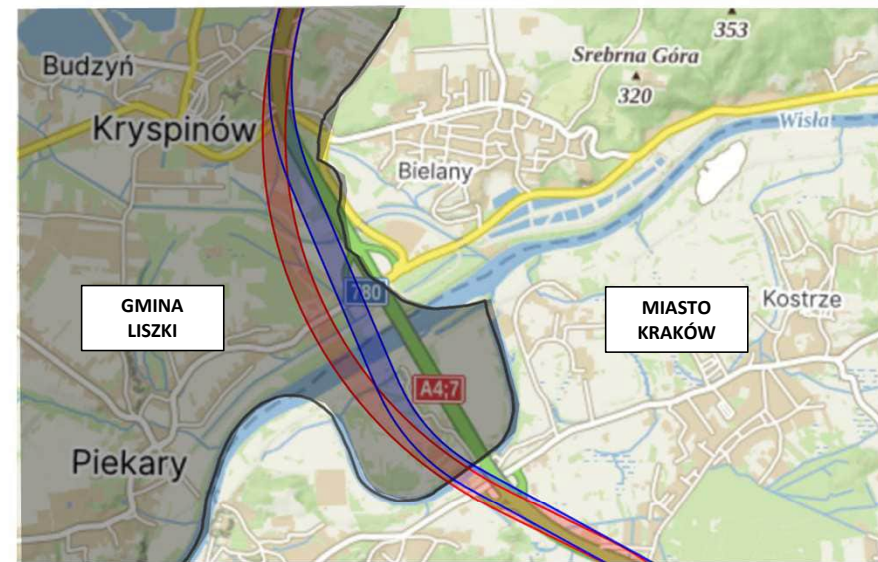 353
Srebrna Góra
320
Budzyń
Kryspinów
Wisła
Bielany
780
GMINA
LISZKI
MIASTO
KRAKÓW
Kostrze
A4;7
Piekary